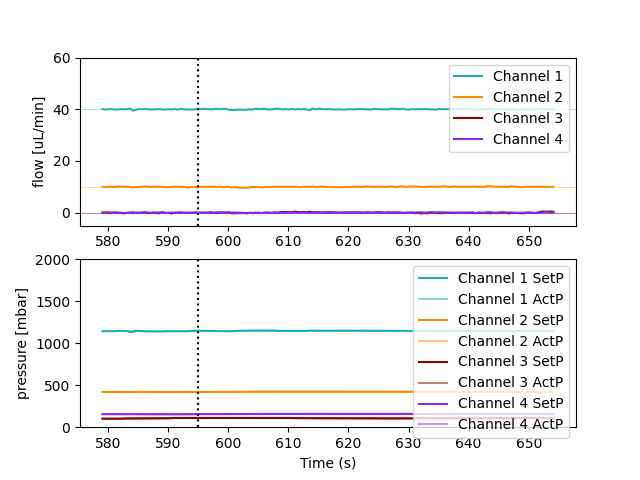 60
40
20
0
flow [uL/min]
Channel 1
Channel 2
Channel 3
Channel 4
580 590 600 610 620 630 640 650
2000
1500
1000
500
0
pressure [mbar]
Channel 1 SetP
Channel 1 ActP
Channel 2 SetP
Channel 2 ActP
Channel 3 SetP
Channel 3 ActP
Channel 4 SetP
Channel 4 ActP
580 590 600 610 620 630 640 650
Time (s)